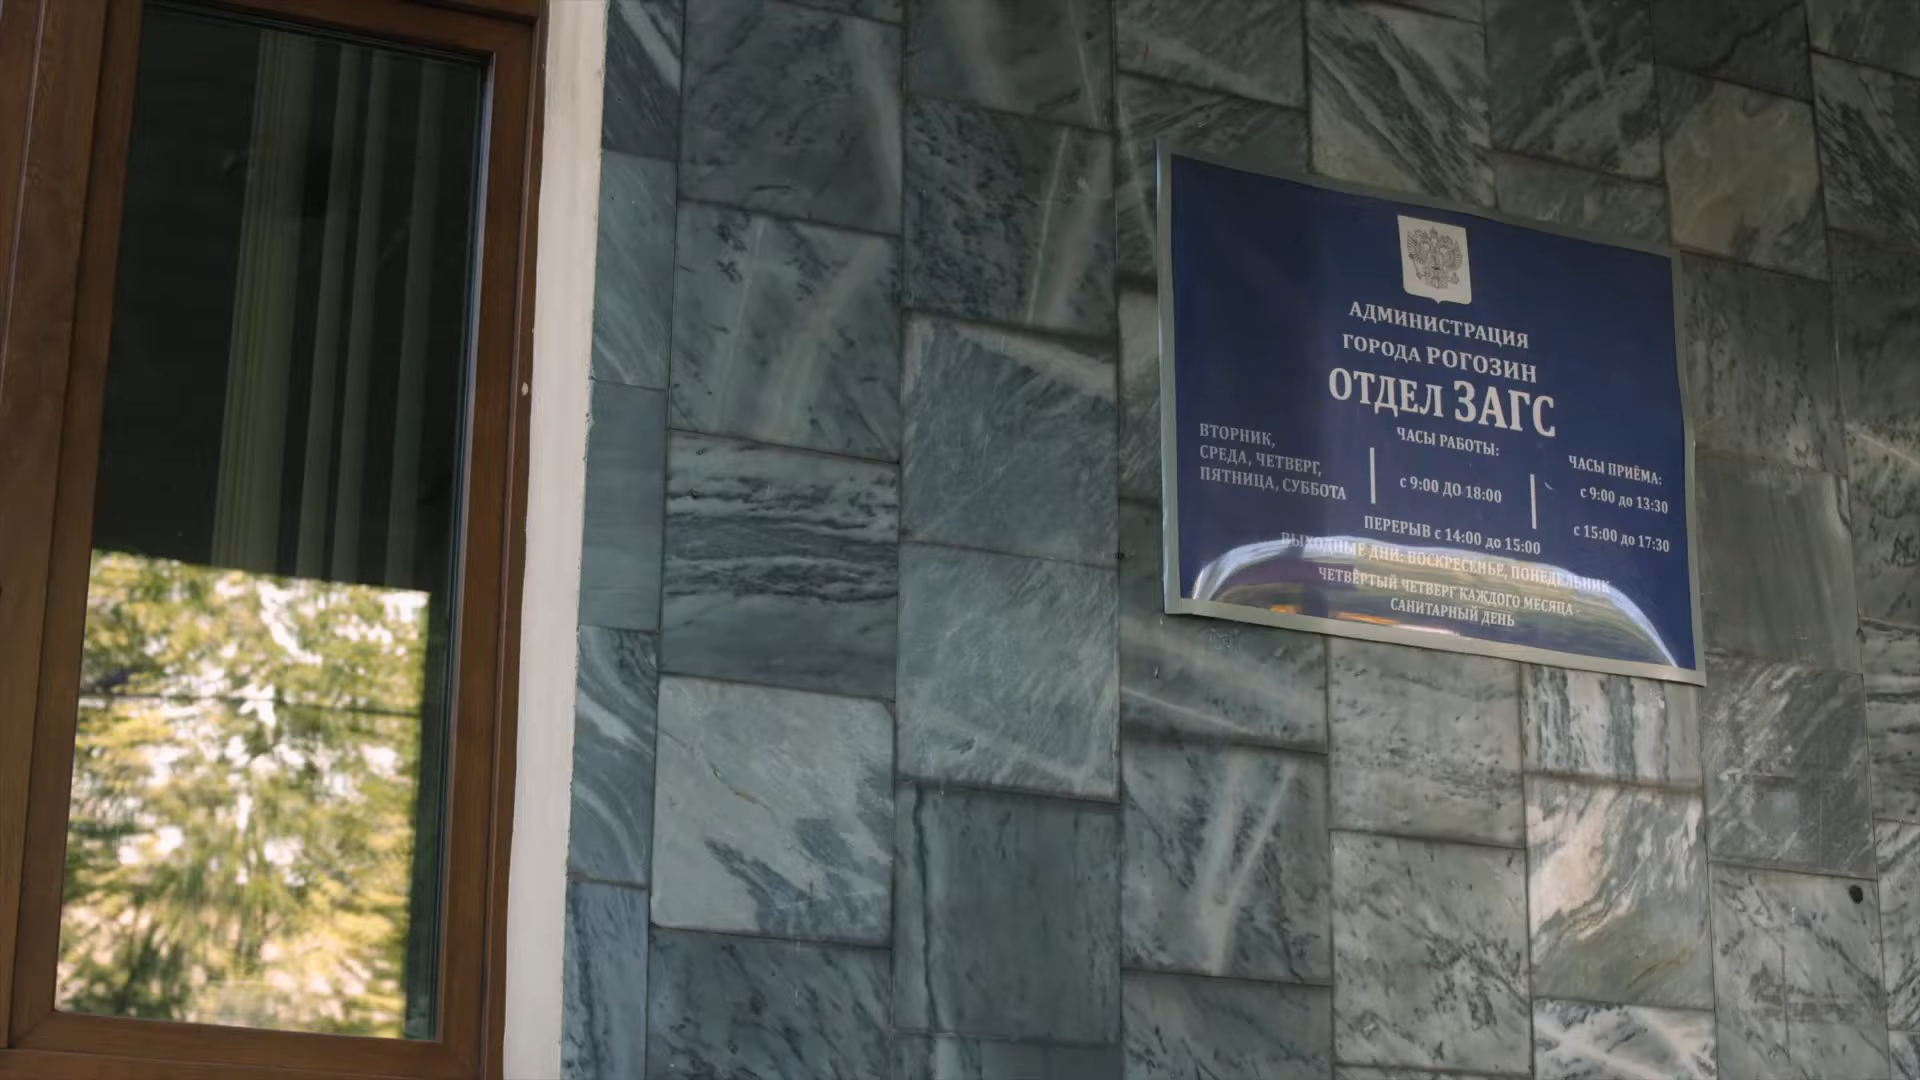 АДМИНИСТРАЦИЯ
ГОРОДА РОГОЗИН
ОТДЕЛ ЗАГС
ЧАСЫ РАБОТЫ:
ЧАСЫ ПРИЁМА:
ВТОРНИК,
СРЕДА, ЧЕТВЕРГ,
ПЯТНИЦА, СУББОТА
с 9:00 ДО 18:00
с 9:00 до 13:30
с 15:00 до 17:30
ПЕРЕРЫВ с 14:00 до 15:00
ВЫХОДНЫЕ ДНИ: ВОСКРЕСЕНЬЕ, ПОНЕДЕЛЬНИК
ЧЕТВЁРТЫЙ ЧЕТВЕРГ КАЖДОГО МЕСЯЦА -
САНИТАРНЫЙ ДЕНЬ